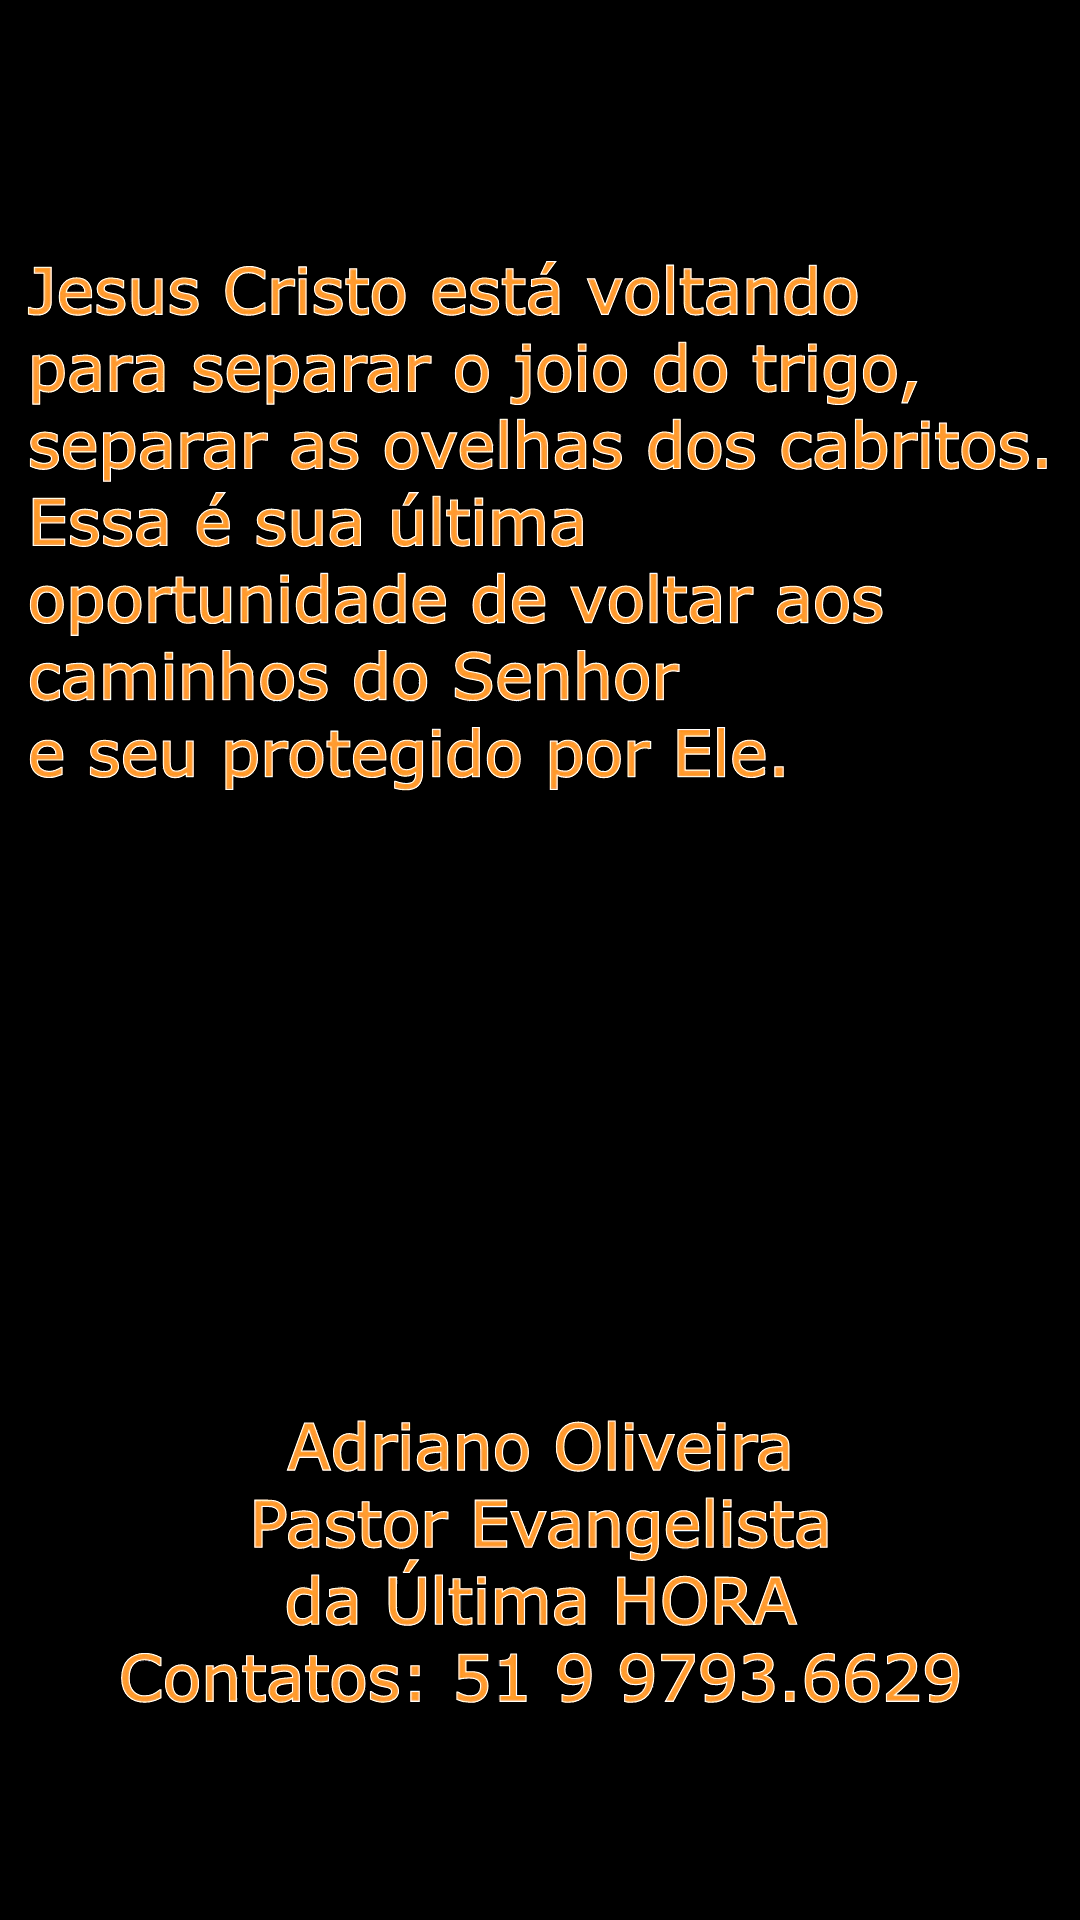 Jesus Cristo está voltando
para separar o joio do trigo,
separar as ovelhas dos cabritos.
Essa é sua última
oportunidade de voltar aos
caminhos do Senhor
e seu protegido por Ele.
Adriano Oliveira
Pastor Evangelista
da Última HORA
Contatos: 51 9 9793.6629